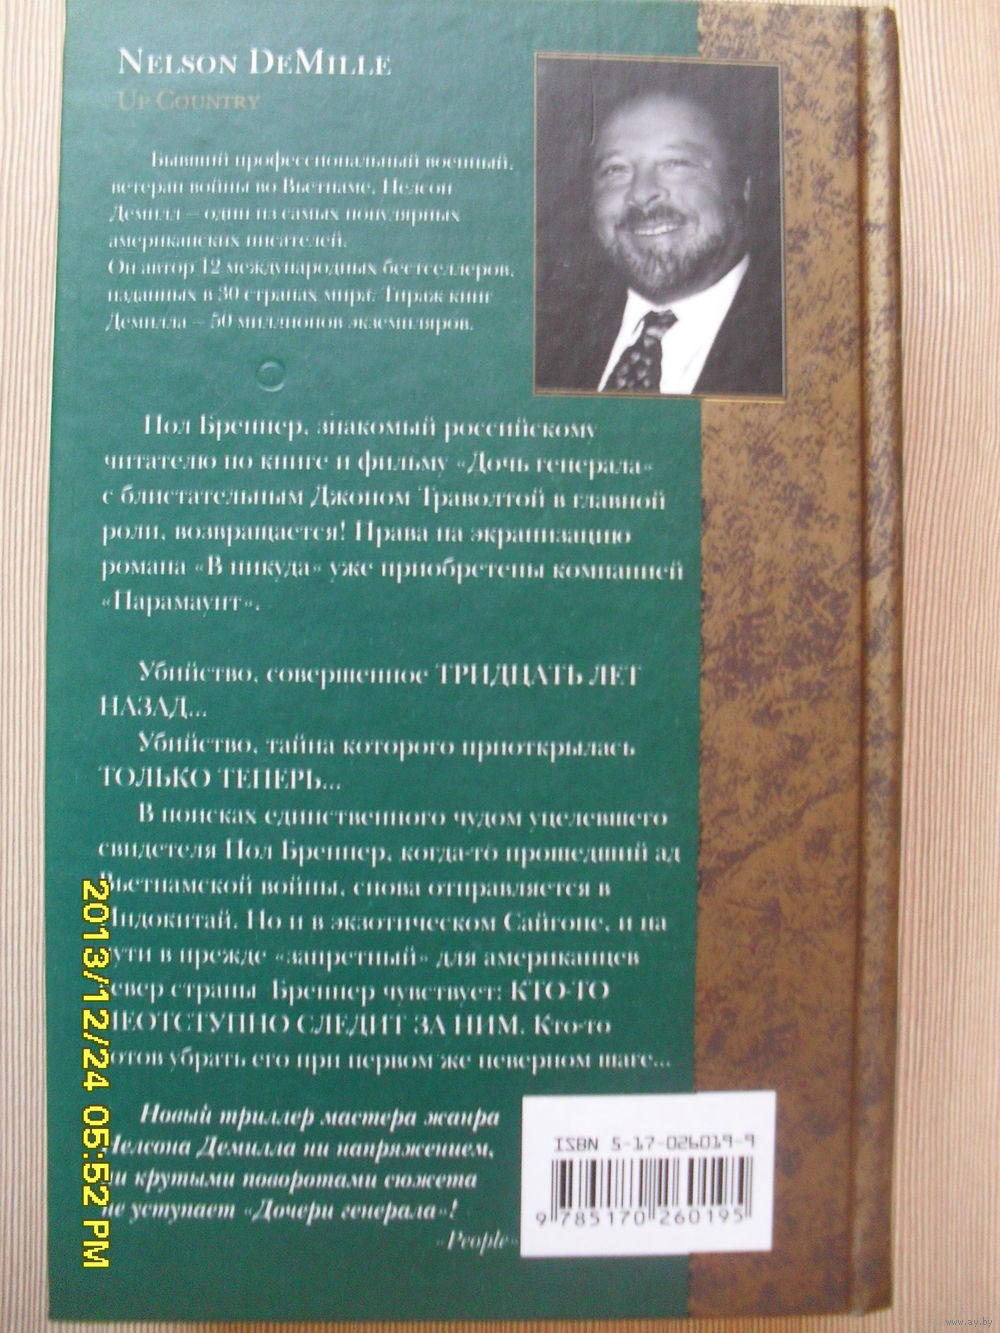 NELSON DEMILLE
UP COUNTRY
Бывший профессиональный военный,
ветеран войны во Вьетнаме, Нелсон
Демилл – один из самых популярных
американских писателей.
Он автор 12 международных бестселлеров,
изданных в 30 странах мира. Тираж книг
Демилла – 50 миллионов экземпляров.
Пол Бреннер, знакомый российскому
читателю по книге и фильму «Дочь генерала»
с блистательным Джоном Траволтой в главной
роли, возвращается! Права на экранизацию
романа «В никуда» уже приобретены компанией
«Парамаунт».
Убийство, совершенное ТРИДЦАТЬ ЛЕТ
НАЗАД...
Убийство, тайна которого приоткрылась
ТОЛЬКО ТЕПЕРЬ...
В поисках единственного чудом уцелевшего
свидетеля Пол Бреннер, когда-то прошедший ад
Вьетнамской войны, снова отправляется в
Индокитай. Но и в экзотическом Сайгоне, и на
пути в прежде «запретный» для американцев
север страны Бреннер чувствует: КТО-ТО
НЕОТСТУПНО СЛЕДИТ ЗА НИМ. Кто-то
готов убрать его при первом же неверном шаге...
Новый триллер мастера жанра
Нелсона Демилла ни напряжением,
ни крутыми поворотами сюжета
не уступает «Дочери генерала»!
«People»
ISBN 5-17-026019-9
9 785170 260195
2013/12/24 05:52 PM
www.ay.by